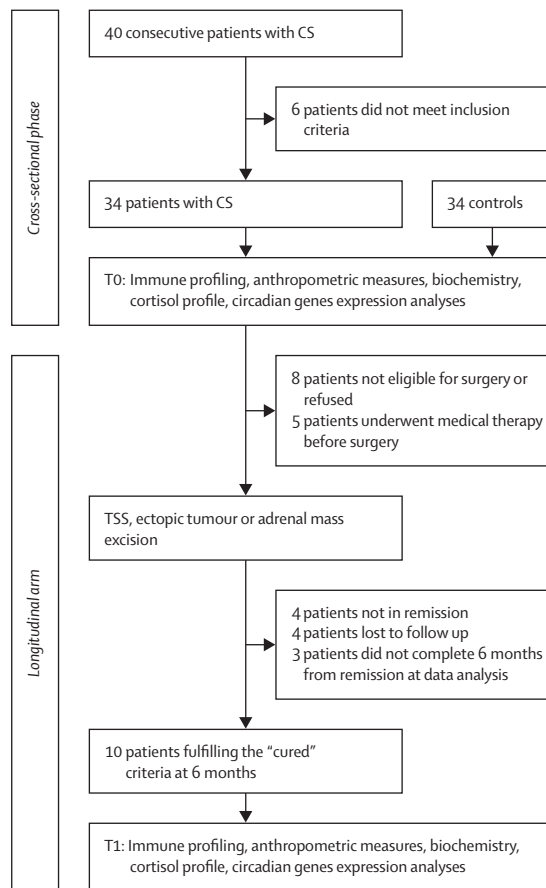 Cross-sectional phase
40 consecutive patients with CS
6 patients did not meet inclusion
criteria
34 patients with CS
34 controls
T0: Immune profiling, anthropometric measures, biochemistry,
cortisol profile, circadian genes expression analyses
Longitudinal arm
8 patients not eligible for surgery or
refused
5 patients underwent medical therapy
before surgery
TSS, ectopic tumour or adrenal mass
excision
4 patients not in remission
4 patients lost to follow up
3 patients did not complete 6 months
from remission at data analysis
10 patients fulfilling the “cured”
criteria at 6 months
T1: Immune profiling, anthropometric measures, biochemistry,
cortisol profile, circadian genes expression analyses